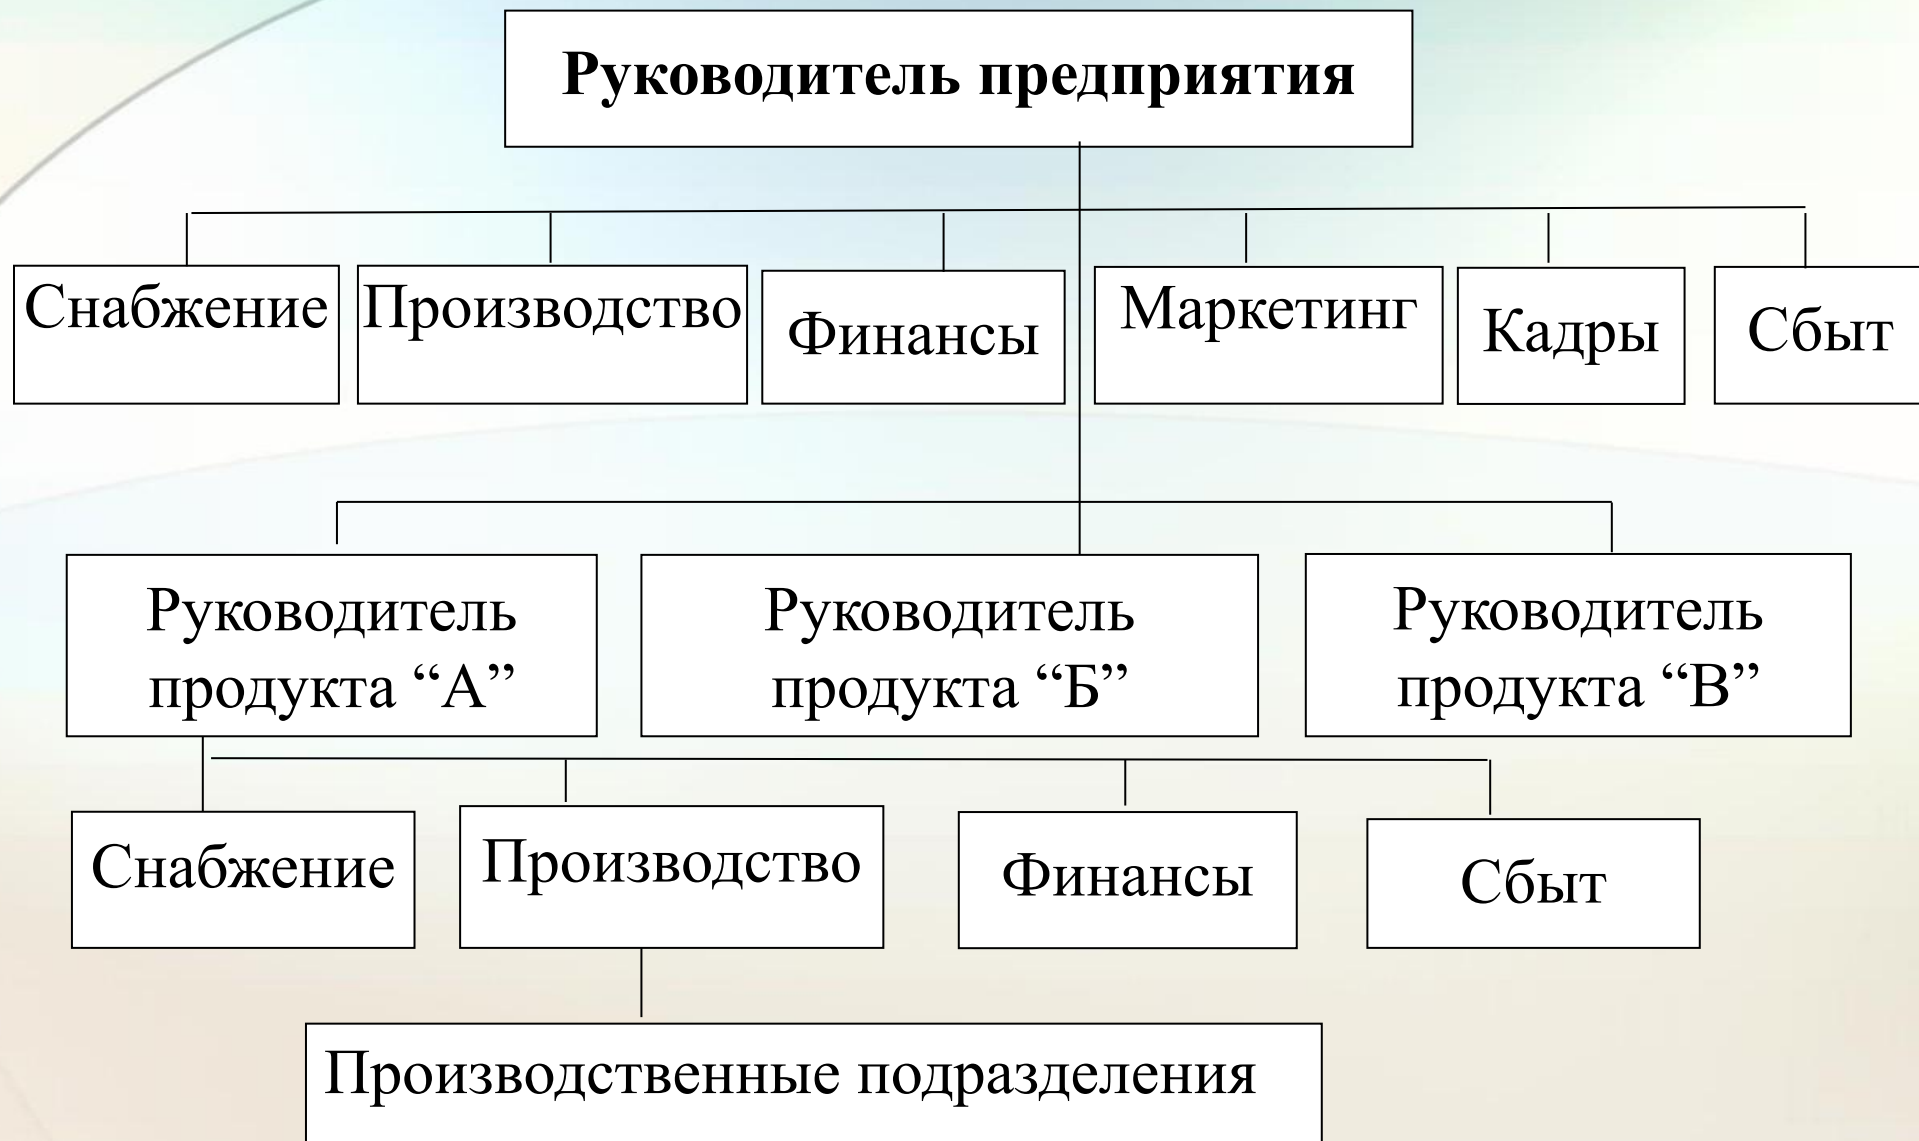 Руководитель предприятия
Снабжение
Производство
Финансы
Маркетинг
Кадры
Сбыт
Руководитель
продукта “А”
Руководитель
продукта “Б”
Руководитель
продукта “В”
Снабжение
Производство
Финансы
Сбыт
Производственные подразделения